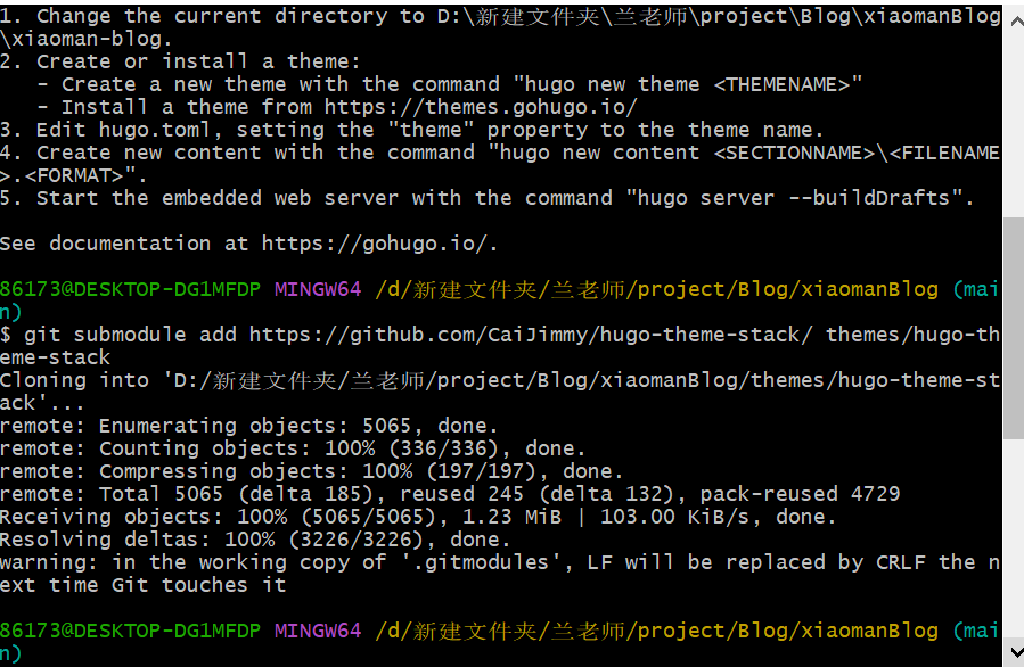 1. Change the current directory to D:\新建文件夹\兰老师\project\Blog\xiaomanBlog
\xiaoman-blog.
2. Create or install a theme:
   - Create a new theme with the command "hugo new theme <THEMENAME>"
   - Install a theme from https://themes.gohugo.io/
3. Edit hugo.toml, setting the "theme" property to the theme name.
4. Create new content with the command "hugo new content <SECTIONNAME>\<FILENAME
>.<FORMAT>".
5. Start the embedded web server with the command "hugo server --buildDrafts".
See documentation at https://gohugo.io/.
86173@DESKTOP-DG1MFDP MINGW64 /d/新建文件夹/兰老师/project/Blog/xiaomanBlog (mai
n)
$ git submodule add https://github.com/CaiJimmy/hugo-theme-stack/ themes/hugo-th
eme-stack
Cloning into 'D:/新建文件夹/兰老师/project/Blog/xiaomanBlog/themes/hugo-theme-st
ack'...
remote: Enumerating objects: 5065, done.
remote: Counting objects: 100% (336/336), done.
remote: Compressing objects: 100% (197/197), done.
remote: Total 5065 (delta 185), reused 245 (delta 132), pack-reused 4729
Receiving objects: 100% (5065/5065), 1.23 MiB | 103.00 KiB/s, done.
Resolving deltas: 100% (3226/3226), done.
warning: in the working copy of '.gitmodules', LF will be replaced by CRLF the n
ext time Git touches it
86173@DESKTOP-DG1MFDP MINGW64 /d/新建文件夹/兰老师/project/Blog/xiaomanBlog (mai
n)